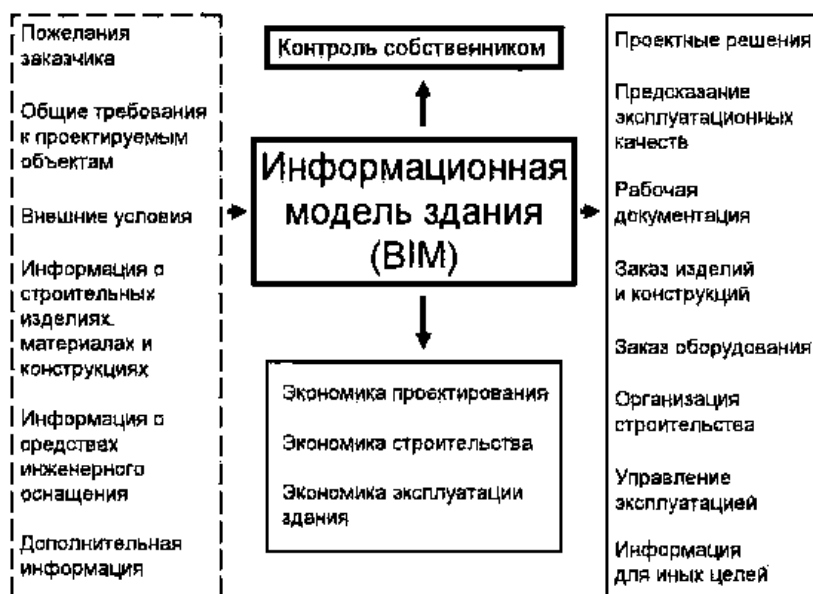 Пожелания
заказчика
Общие требования
к проектируемым
объектам
Внешние условия
Информация о
строительных
изделиях,
материалах и
конструкциях
Информация о
средствах
инженерного
оснащения
Дополнительная
информация
Контроль собственником
Информационная
модель здания
(BIM)
Экономика проектирования
Экономика строительства
Экономика эксплуатации
здания
Проектные решения
Предсказание
эксплуатационных
качеств
Рабочая
документация
Заказ изделий
и конструкций
Заказ оборудования
Организация
строительства
Управление
эксплуатацией
Информация
для иных целей